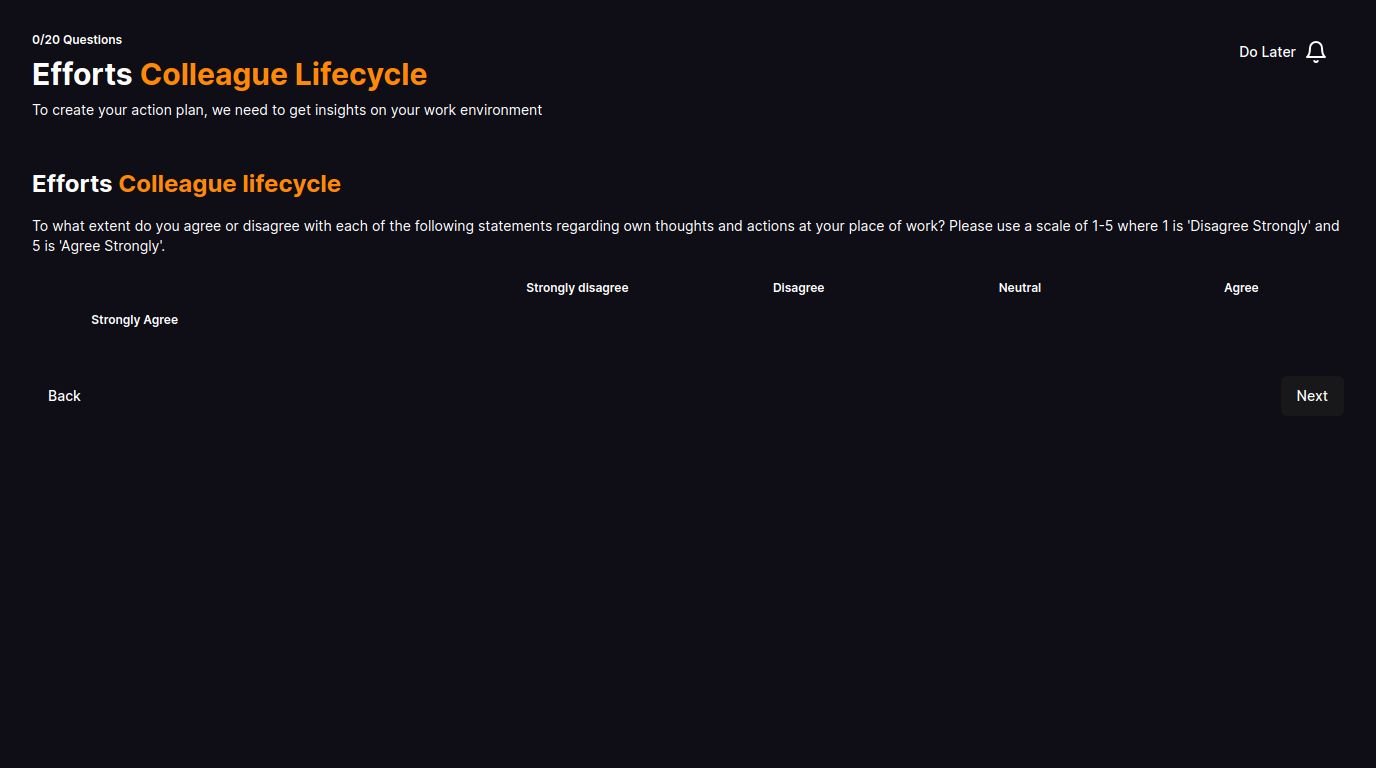 0/20 Questions
Do Later
Efforts Colleague Lifecycle
To create your action plan, we need to get insights on your work environment
Efforts Colleague lifecycle
To what extent do you agree or disagree with each of the following statements regarding own thoughts and actions at your place of work? Please use a scale of 1-5 where 1 is 'Disagree Strongly' and
5 is 'Agree Strongly'.
Strongly disagree Disagree Neutral Agree
Strongly Agree
Back Next